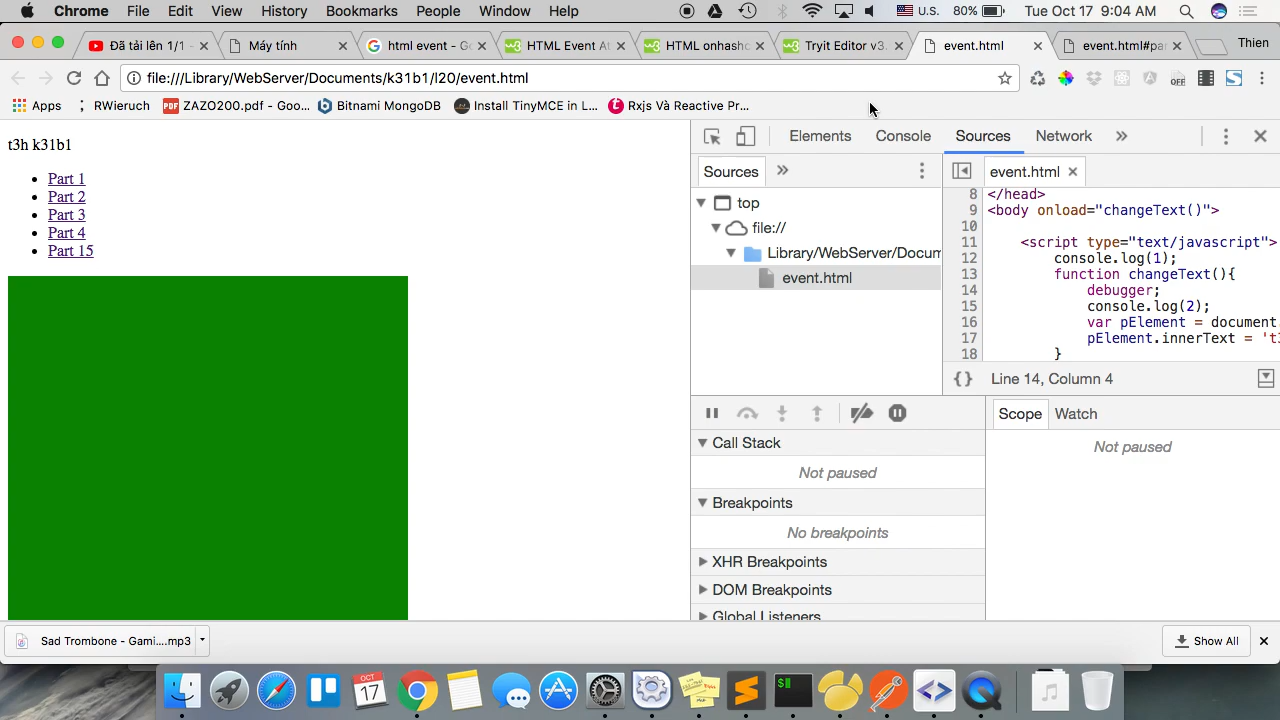 Chrome File Edit View History Bookmarks People Window Help U.S. 80% Tue Oct 17 9:04 AM
Đã tải lên 1/1 - Máy tính html event - Go HTML Event At HTML onhashc Tryit Editor v3. event.html event.html#pa Thien
file:///Library/WebServer/Documents/k31b1/l20/event.html OFF
Apps RWieruch ZAZO200.pdf - Goo... Bitnami MongoDB Install TinyMCE in L... Rxjs Và Reactive Pr...
t3h k31b1
Part 1
Part 2
Part 3
Part 4
Part 15
Elements Console Sources Network
Sources
top
file://
Library/WebServer/Docum
event.html
event.html
8 </head>
9 <body onload="changeText()">
10
11 <script type="text/javascript">
12 console.log(1);
13 function changeText(){
14 debugger;
15 console.log(2);
16 var pElement = document.
17 pElement.innerText = 't3
18 }
{} Line 14, Column 4
Call Stack
Not paused
Breakpoints
No breakpoints
XHR Breakpoints
DOM Breakpoints
Global Listeners
Scope Watch
Not paused
Sad Trombone - Gami....mp3 Show All
OCT
17